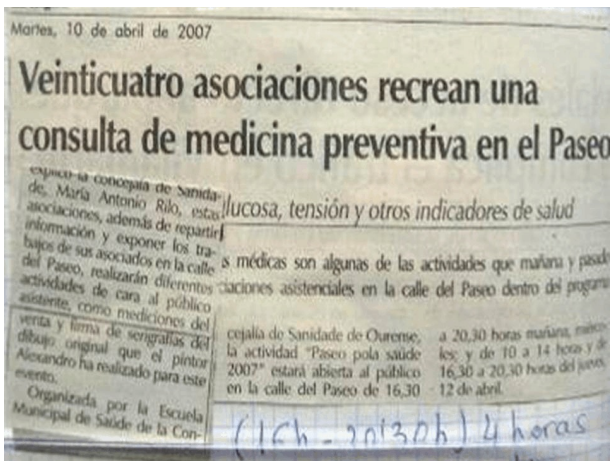 Martes, 10 de abril de 2007
Veinticuatro asociaciones recrean una
consulta de medicina preventiva en el Paseo
explicó la concejala de Sanida-
de, María Antonio Rilo, estas
asociaciones, además de repartir
información y exponer los tra-
bajos de sus asociados en la calle
del Paseo, realizarán diferentes
actividades de cara al público
asistente, como mediciones del
venta y firma de serigrafías del
dibujo original que el pintor
Alexandro ha realizado para este
evento.
Organizada por la Escuela
Municipal de Saúde de la Con-
lucosa, tensión y otros indicadores de salud
s médicas son algunas de las actividades que mañana y pasado
ciaciones asistenciales en la calle del Paseo dentro del programa
cejalía de Sanidade de Ourense,
la actividad "Paseo pola saúde
2007" estará abierta al público
en la calle del Paseo de 16,30
a 20,30 horas mañana, miérco-
les; y de 10 a 14 horas y de
16,30 a 20,30 horas del jueves,
12 de abril.
(16h - 20'30h) 4 horas